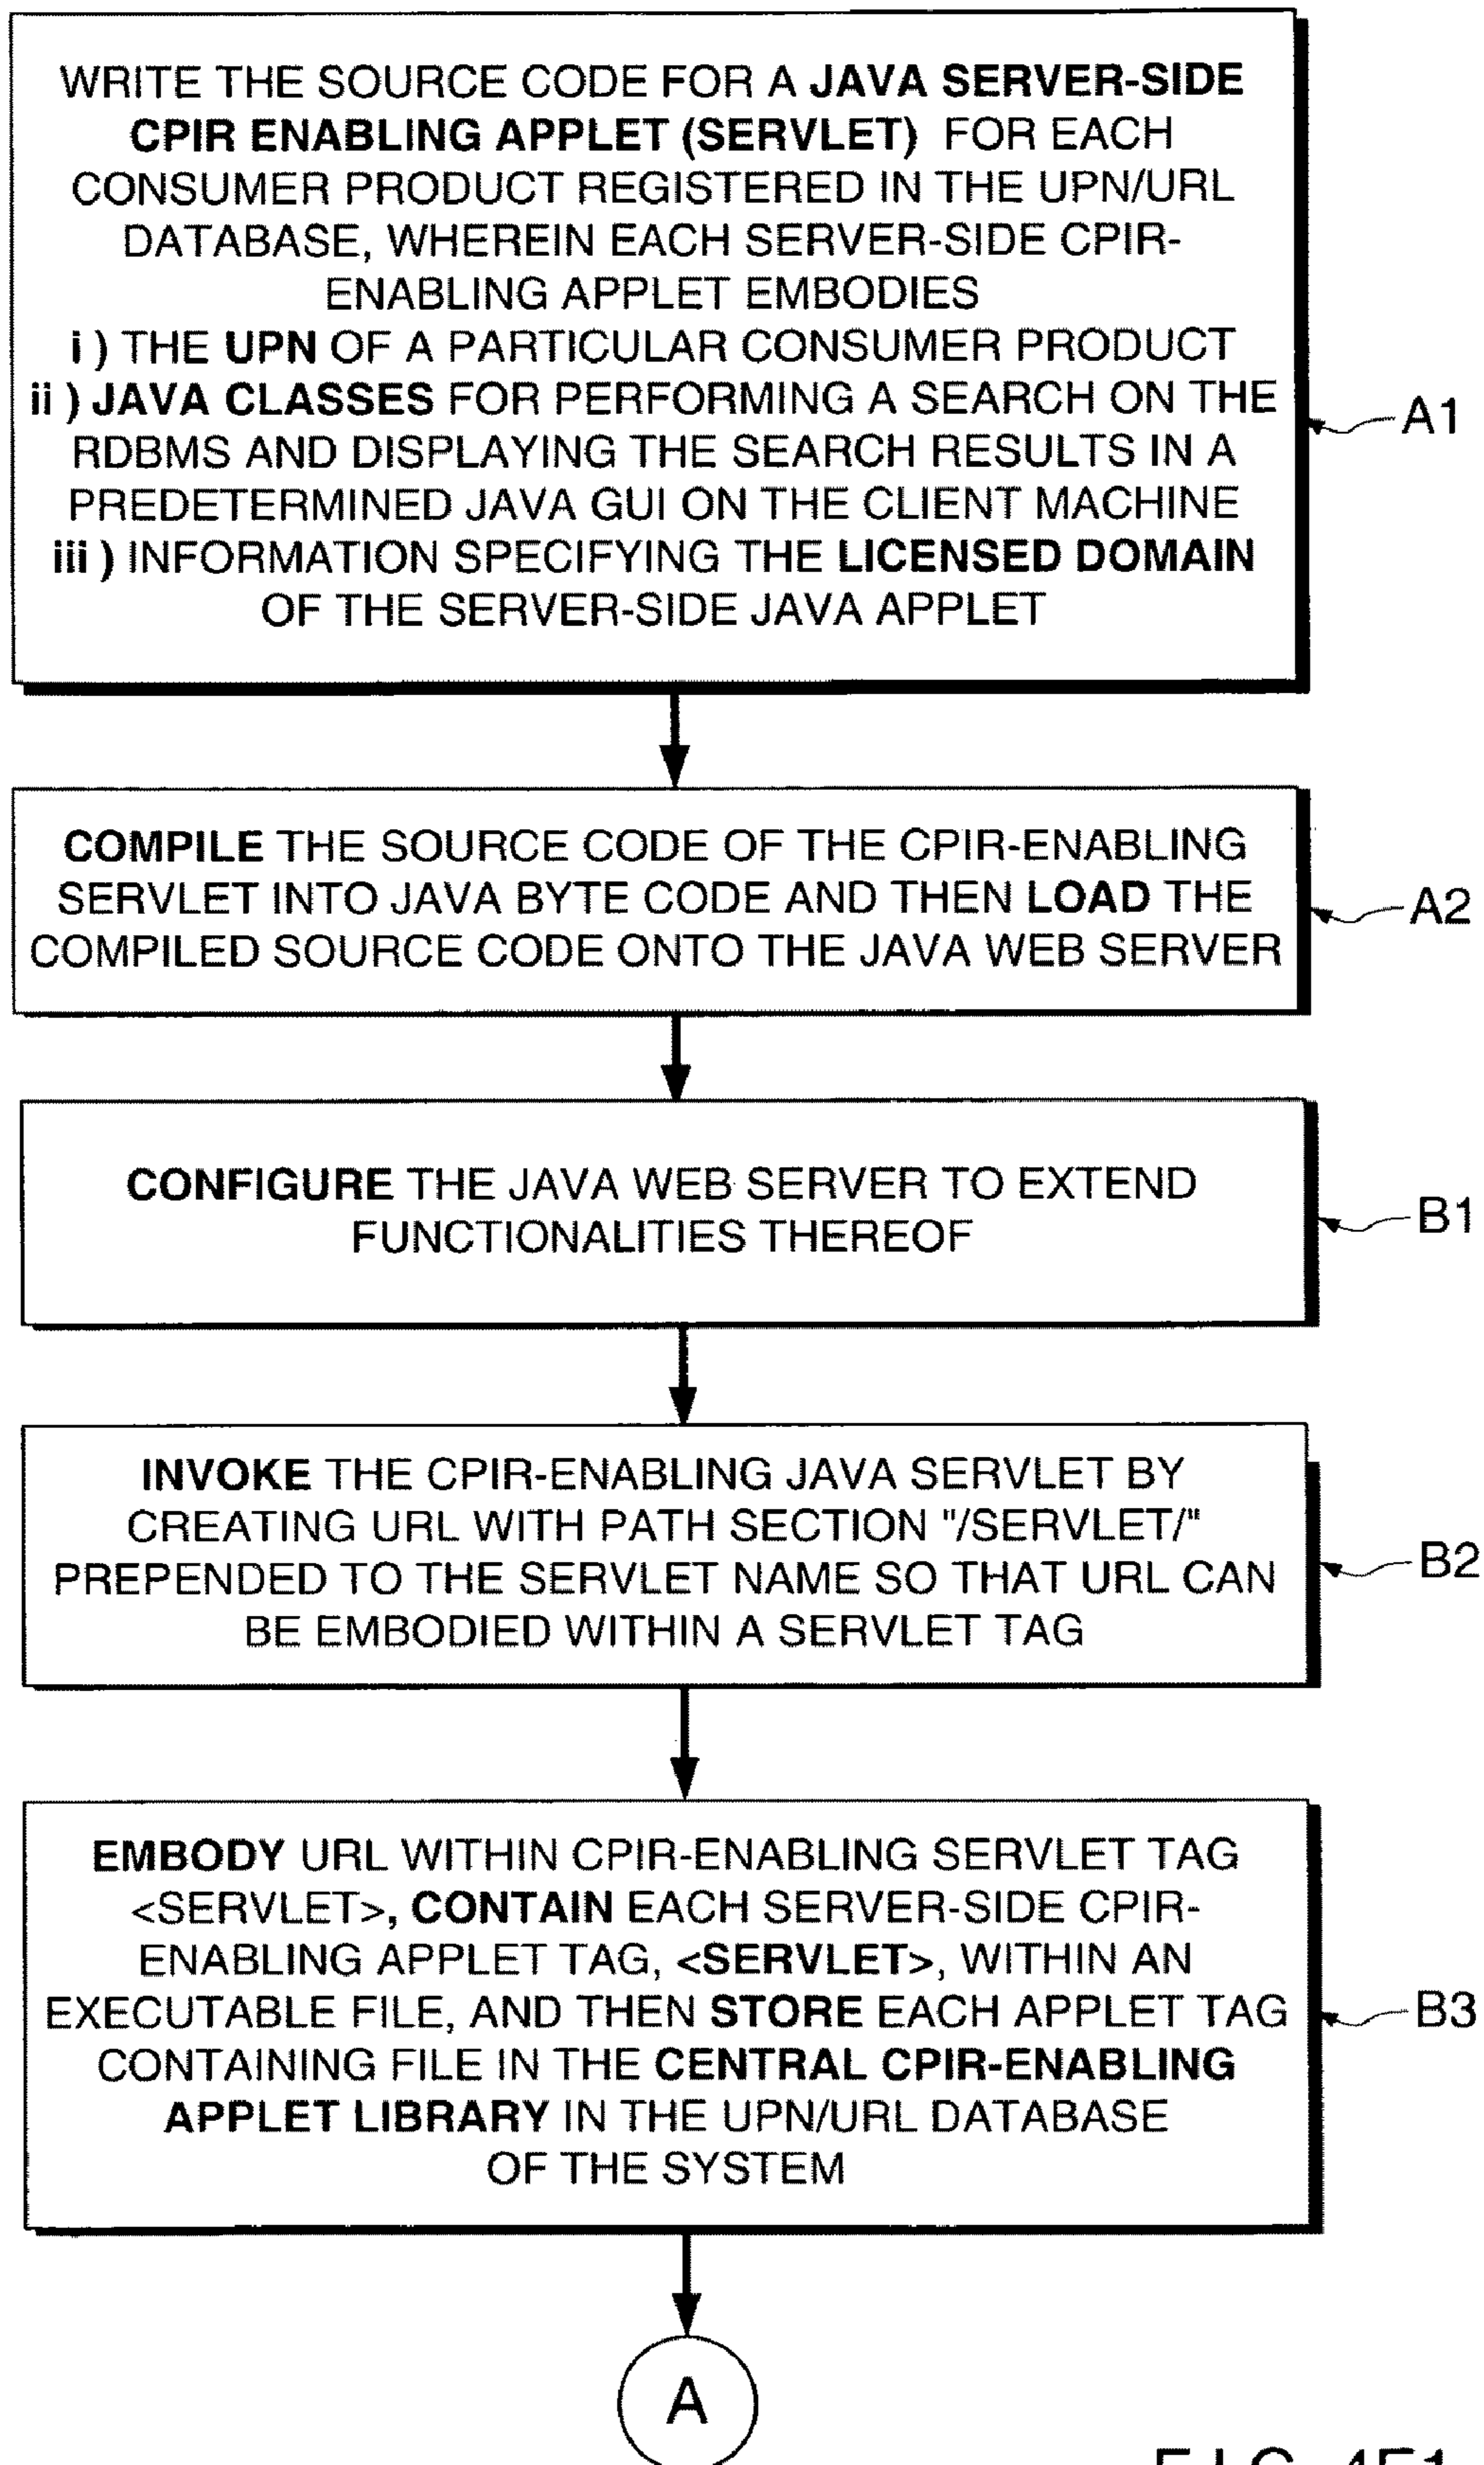 WRITE THE SOURCE CODE FOR A JAVA SERVER-SIDE
CPIR ENABLING APPLET (SERVLET) FOR EACH
CONSUMER PRODUCT REGISTERED IN THE UPN/URL
DATABASE, WHEREIN EACH SERVER-SIDE CPIR-
ENABLING APPLET EMBODIES
i ) THE UPN OF A PARTICULAR CONSUMER PRODUCT
ii ) JAVA CLASSES FOR PERFORMING A SEARCH ON THE
RDBMS AND DISPLAYING THE SEARCH RESULTS IN A
PREDETERMINED JAVA GUI ON THE CLIENT MACHINE
iii ) INFORMATION SPECIFYING THE LICENSED DOMAIN
OF THE SERVER-SIDE JAVA APPLET
A1
COMPILE THE SOURCE CODE OF THE CPIR-ENABLING
SERVLET INTO JAVA BYTE CODE AND THEN LOAD THE
COMPILED SOURCE CODE ONTO THE JAVA WEB SERVER
A2
CONFIGURE THE JAVA WEB SERVER TO EXTEND
FUNCTIONALITIES THEREOF
B1
INVOKE THE CPIR-ENABLING JAVA SERVLET BY
CREATING URL WITH PATH SECTION "/SERVLET/"
PREPENDED TO THE SERVLET NAME SO THAT URL CAN
BE EMBODIED WITHIN A SERVLET TAG
B2
EMBODY URL WITHIN CPIR-ENABLING SERVLET TAG
<SERVLET>, CONTAIN EACH SERVER-SIDE CPIR-
ENABLING APPLET TAG, <SERVLET>, WITHIN AN
EXECUTABLE FILE, AND THEN STORE EACH APPLET TAG
CONTAINING FILE IN THE CENTRAL CPIR-ENABLING
APPLET LIBRARY IN THE UPN/URL DATABASE
OF THE SYSTEM
B3
A